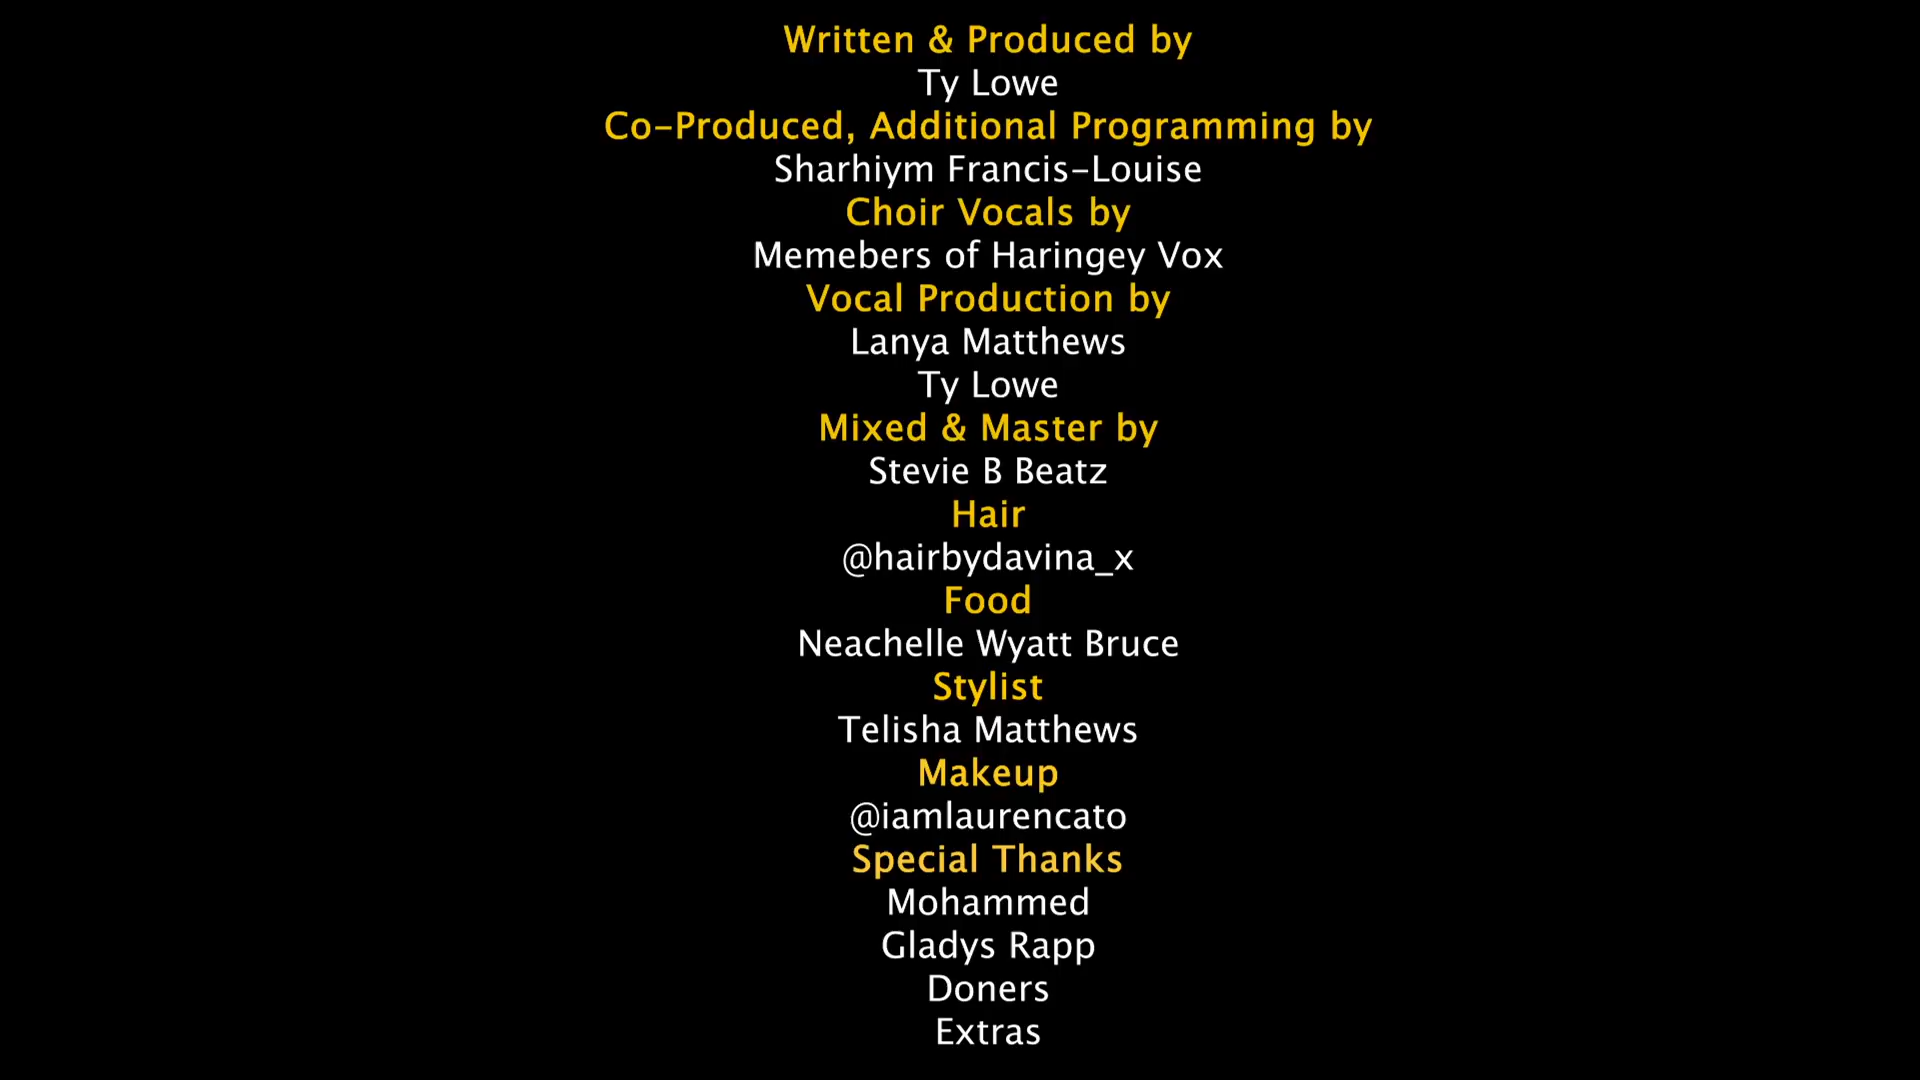 Written & Produced by
Ty Lowe
Co-Produced, Additional Programming by
Sharhiym Francis-Louise
Choir Vocals by
Memebers of Haringey Vox
Vocal Production by
Lanya Matthews
Ty Lowe
Mixed & Master by
Stevie B Beatz
Hair
@hairbydavina_x
Food
Neachelle Wyatt Bruce
Stylist
Telisha Matthews
Makeup
@iamlaurencato
Special Thanks
Mohammed
Gladys Rapp
Doners
Extras